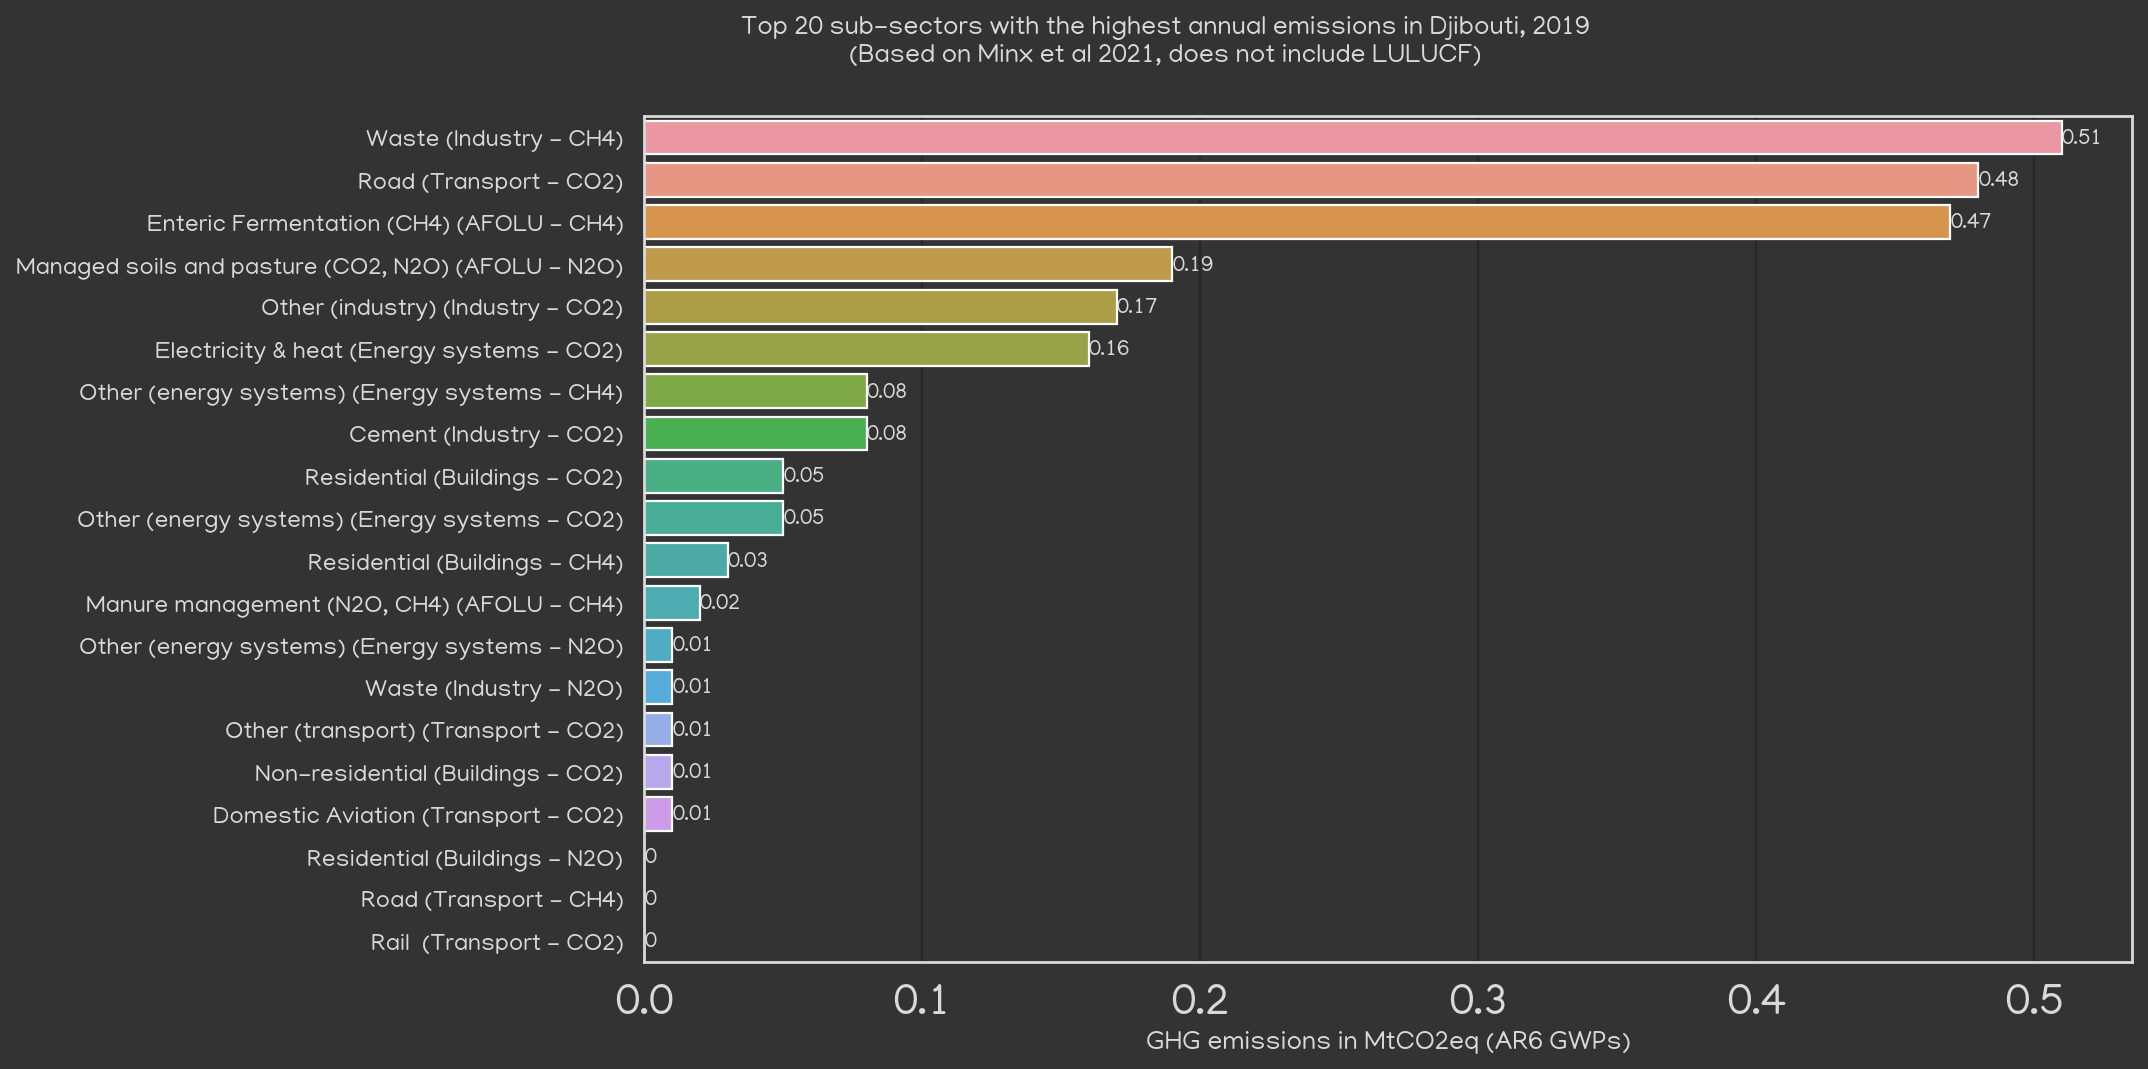 Top 20 sub-sectors with the highest annual emissions in Djibouti, 2019
(Based on Minx et al 2021, does not include LULUCF)
Waste (Industry - CH4) 0.51
Road (Transport - CO2) 0.48
Enteric Fermentation (CH4) (AFOLU - CH4) 0.47
Managed soils and pasture (CO2, N2O) (AFOLU - N2O) 0.19
Other (industry) (Industry - CO2) 0.17
Electricity & heat (Energy systems - CO2) 0.16
Other (energy systems) (Energy systems - CH4) 0.08
Cement (Industry - CO2) 0.08
Residential (Buildings - CO2) 0.05
Other (energy systems) (Energy systems - CO2) 0.05
Residential (Buildings - CH4) 0.03
Manure management (N2O, CH4) (AFOLU - CH4) 0.02
Other (energy systems) (Energy systems - N2O) 0.01
Waste (Industry - N2O) 0.01
Other (transport) (Transport - CO2) 0.01
Non-residential (Buildings - CO2) 0.01
Domestic Aviation (Transport - CO2) 0.01
Residential (Buildings - N2O) 0
Road (Transport - CH4) 0
Rail  (Transport - CO2) 0
0.0 0.1 0.2 0.3 0.4 0.5
GHG emissions in MtCO2eq (AR6 GWPs)